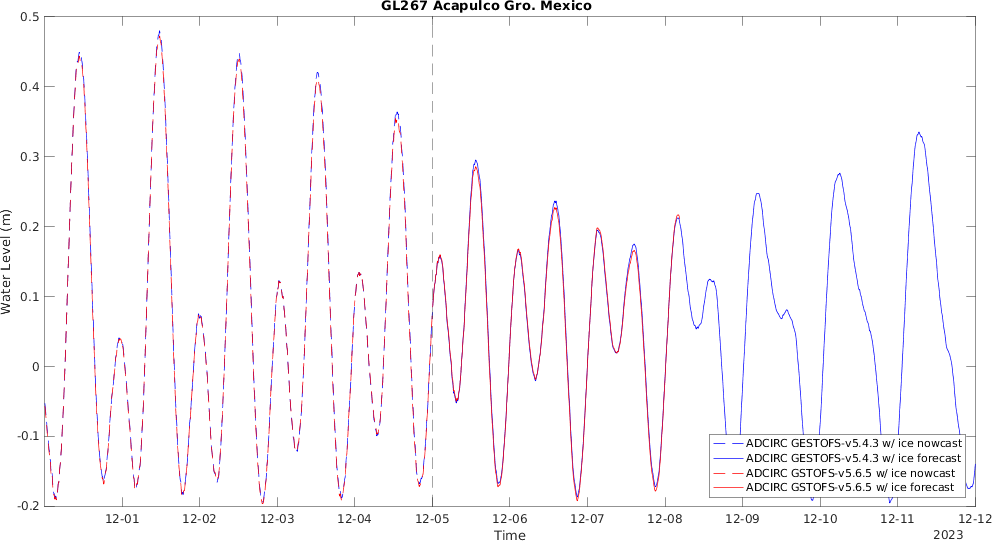 GL267 Acapulco Gro. Mexico
0.5
0.4
0.3
0.2
0.1
0
-0.1
-0.2
Water Level (m)
ADCIRC GESTOFS-v5.4.3 w/ ice nowcast
ADCIRC GESTOFS-v5.4.3 w/ ice forecast
ADCIRC GSTOFS-v5.6.5 w/ ice nowcast
ADCIRC GSTOFS-v5.6.5 w/ ice forecast
12-01 12-02 12-03 12-04 12-05 12-06 12-07 12-08 12-09 12-10 12-11 12-12
Time
2023